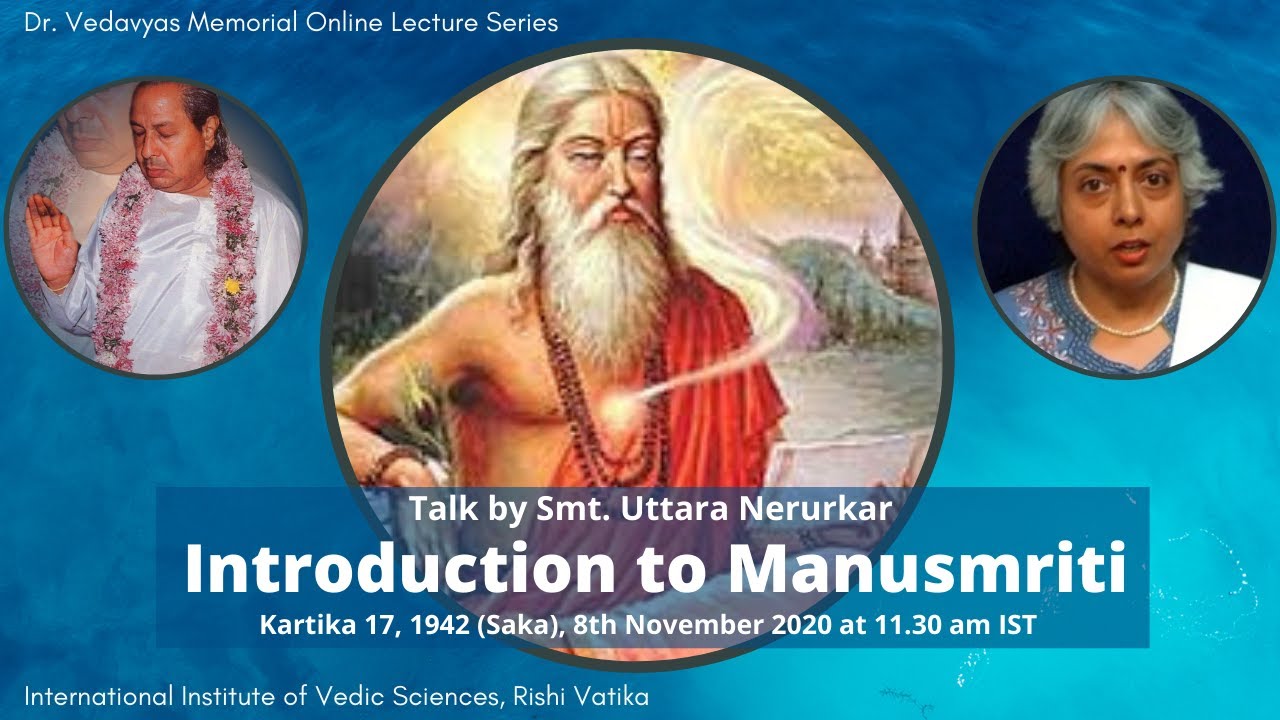 Dr. Vedavyas Memorial Online Lecture Series
Talk by Smt. Uttara Nerurkar
Introduction to Manusmriti
Kartika 17, 1942 (Saka), 8th November 2020 at 11.30 am IST
International Institute of Vedic Sciences, Rishi Vatika